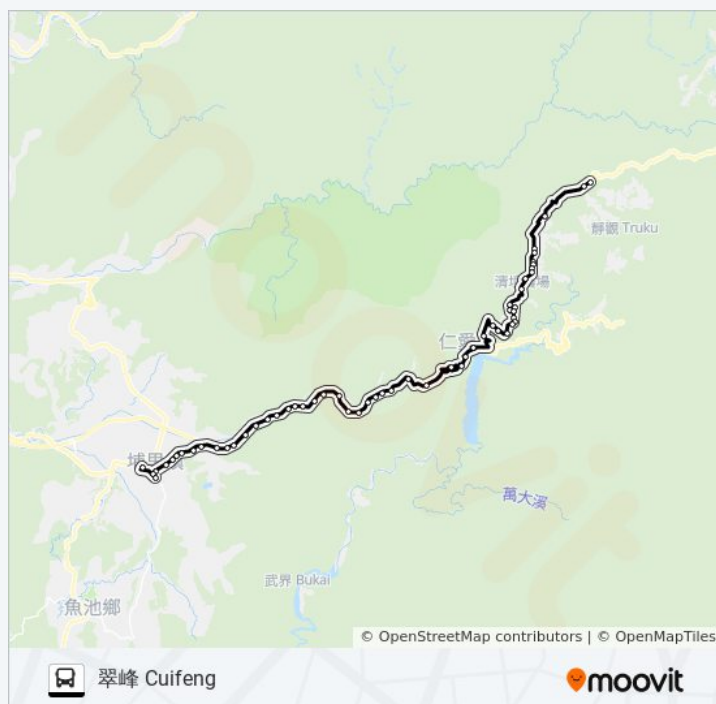 靜觀 Truku
清境農場
仁愛
埔里鎮
萬大溪
武界 Bukai
魚池鄉
© OpenStreetMap contributors | © OpenMapTiles
翠峰 Cuifeng
moovit